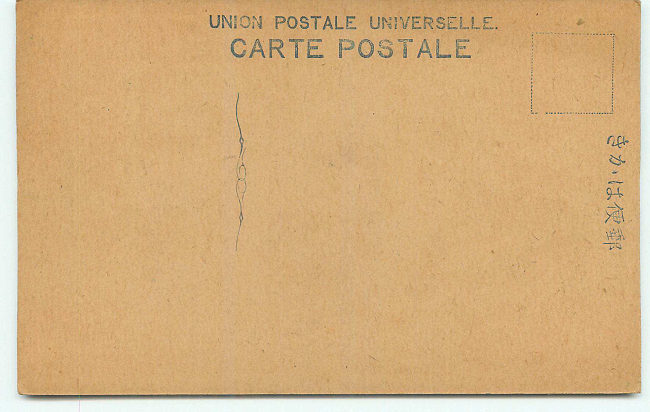 UNION POSTALE UNIVERSELLE.
CARTE POSTALE
郵便はかき